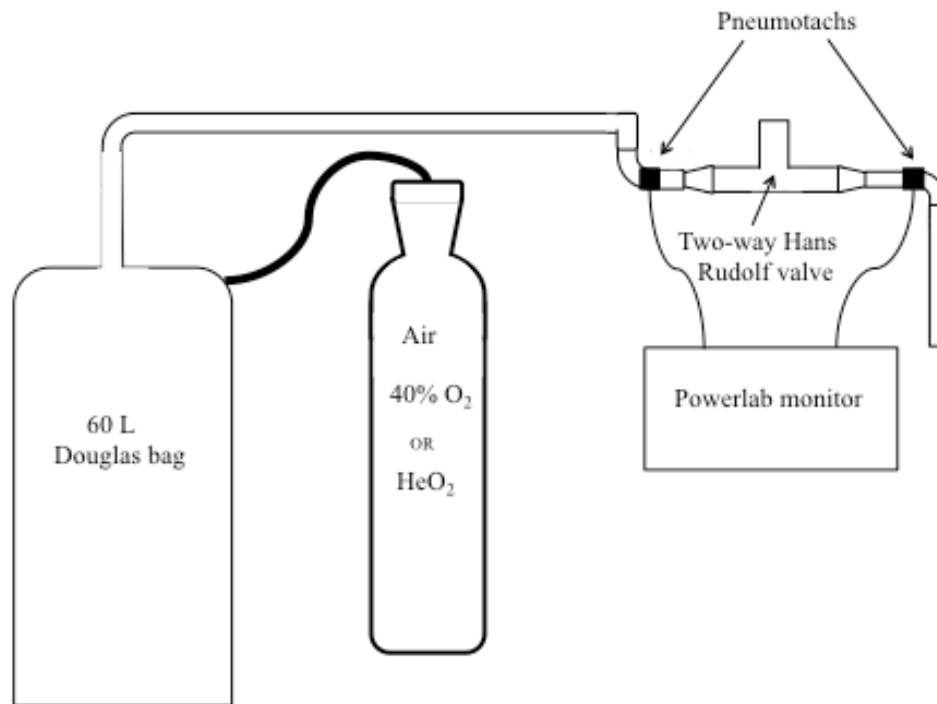 Pneumotachs
Two-way Hans
Rudolf valve
Air
40% O₂
OR
HeO₂
60 L
Douglas bag
Powerlab monitor